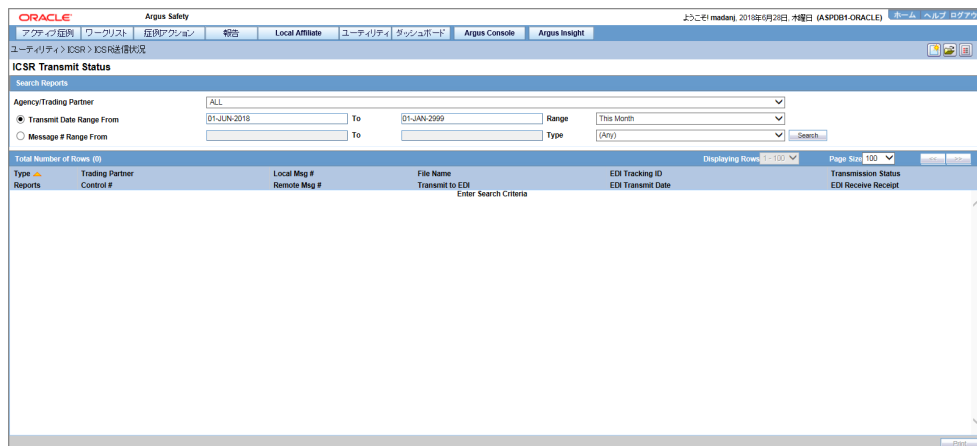 ORACLE Argus Safety ようこそ! madanj, 2018年6月28日, 木曜日 (ASPDB1-ORACLE) ホーム ヘルプ ログアウ
アクティブ症例 ワークリスト 症例アクション 報告 Local Affiliate ユーティリティ ダッシュボード Argus Console Argus Insight
ユーティリティ > ICSR > ICSR送信状況
ICSR Transmit Status
Search Reports
Agency/Trading Partner ALL
Transmit Date Range From 01-JUN-2018 To 01-JAN-2999 Range This Month
Message # Range From To Type (Any) Search
Total Number of Rows (0) Displaying Rows 1 - 100 Page Size 100 << >>
Type Trading Partner Local Msg # File Name EDI Tracking ID Transmission Status
Reports Control # Remote Msg # Transmit to EDI EDI Transmit Date EDI Receive Receipt
Enter Search Criteria
Print